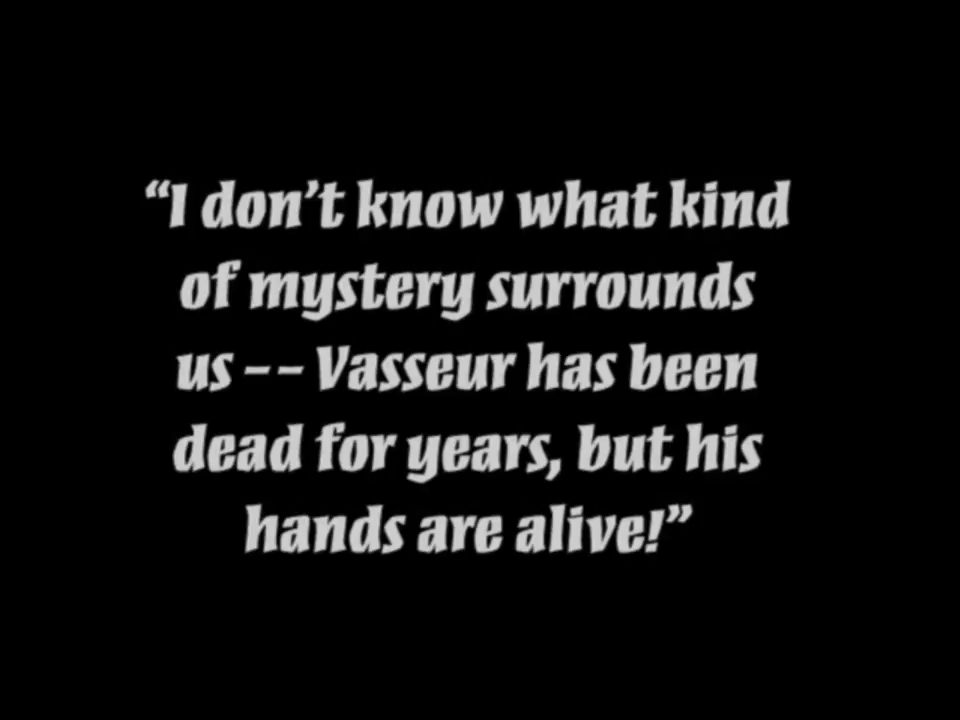 “I don’t know what kind
of mystery surrounds
us -- Vasseur has been
dead for years, but his
hands are alive!”